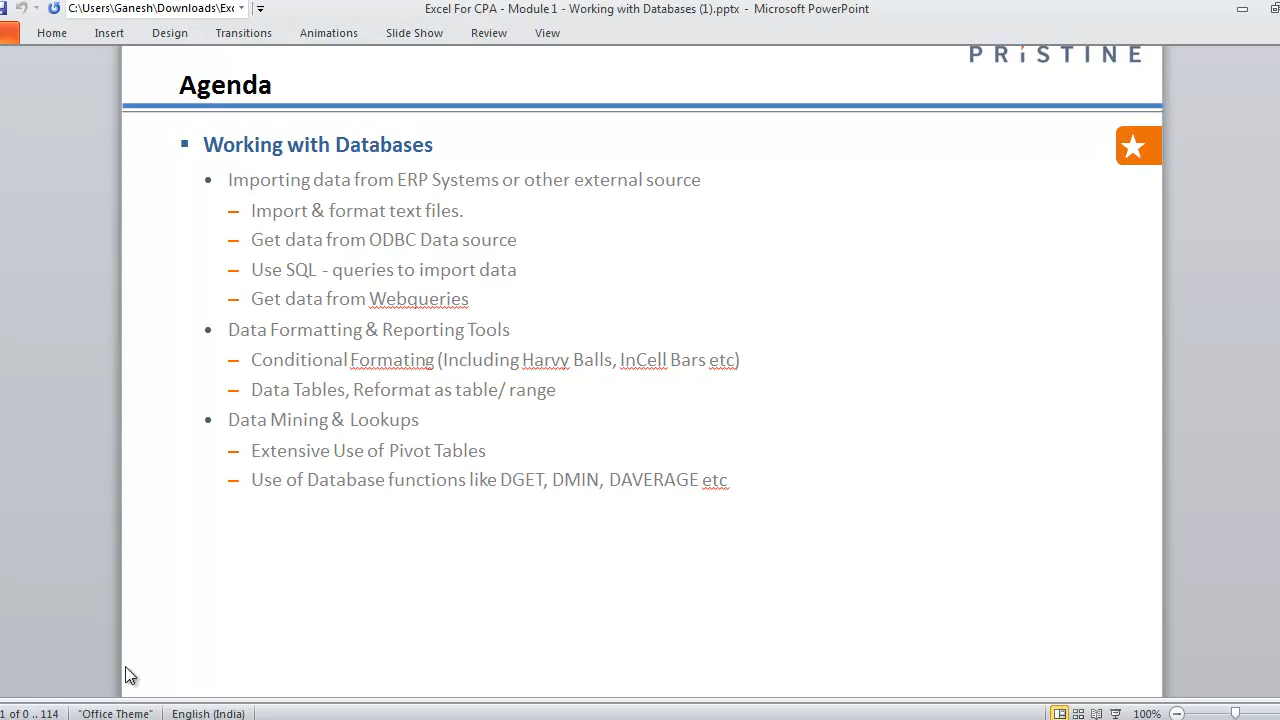 C:\Users\Ganesh\Downloads\Exc
Excel For CPA - Module 1 - Working with Databases (1).pptx - Microsoft PowerPoint
Home Insert Design Transitions Animations Slide Show Review View
PRiSTINE
Agenda
Working with Databases
Importing data from ERP Systems or other external source
Import & format text files.
Get data from ODBC Data source
Use SQL - queries to import data
Get data from Webqueries
Data Formatting & Reporting Tools
Conditional Formating (Including Harvy Balls, InCell Bars etc)
Data Tables, Reformat as table/ range
Data Mining & Lookups
Extensive Use of Pivot Tables
Use of Database functions like DGET, DMIN, DAVERAGE etc
1 of 0 .. 114 "Office Theme" English (India) 100%